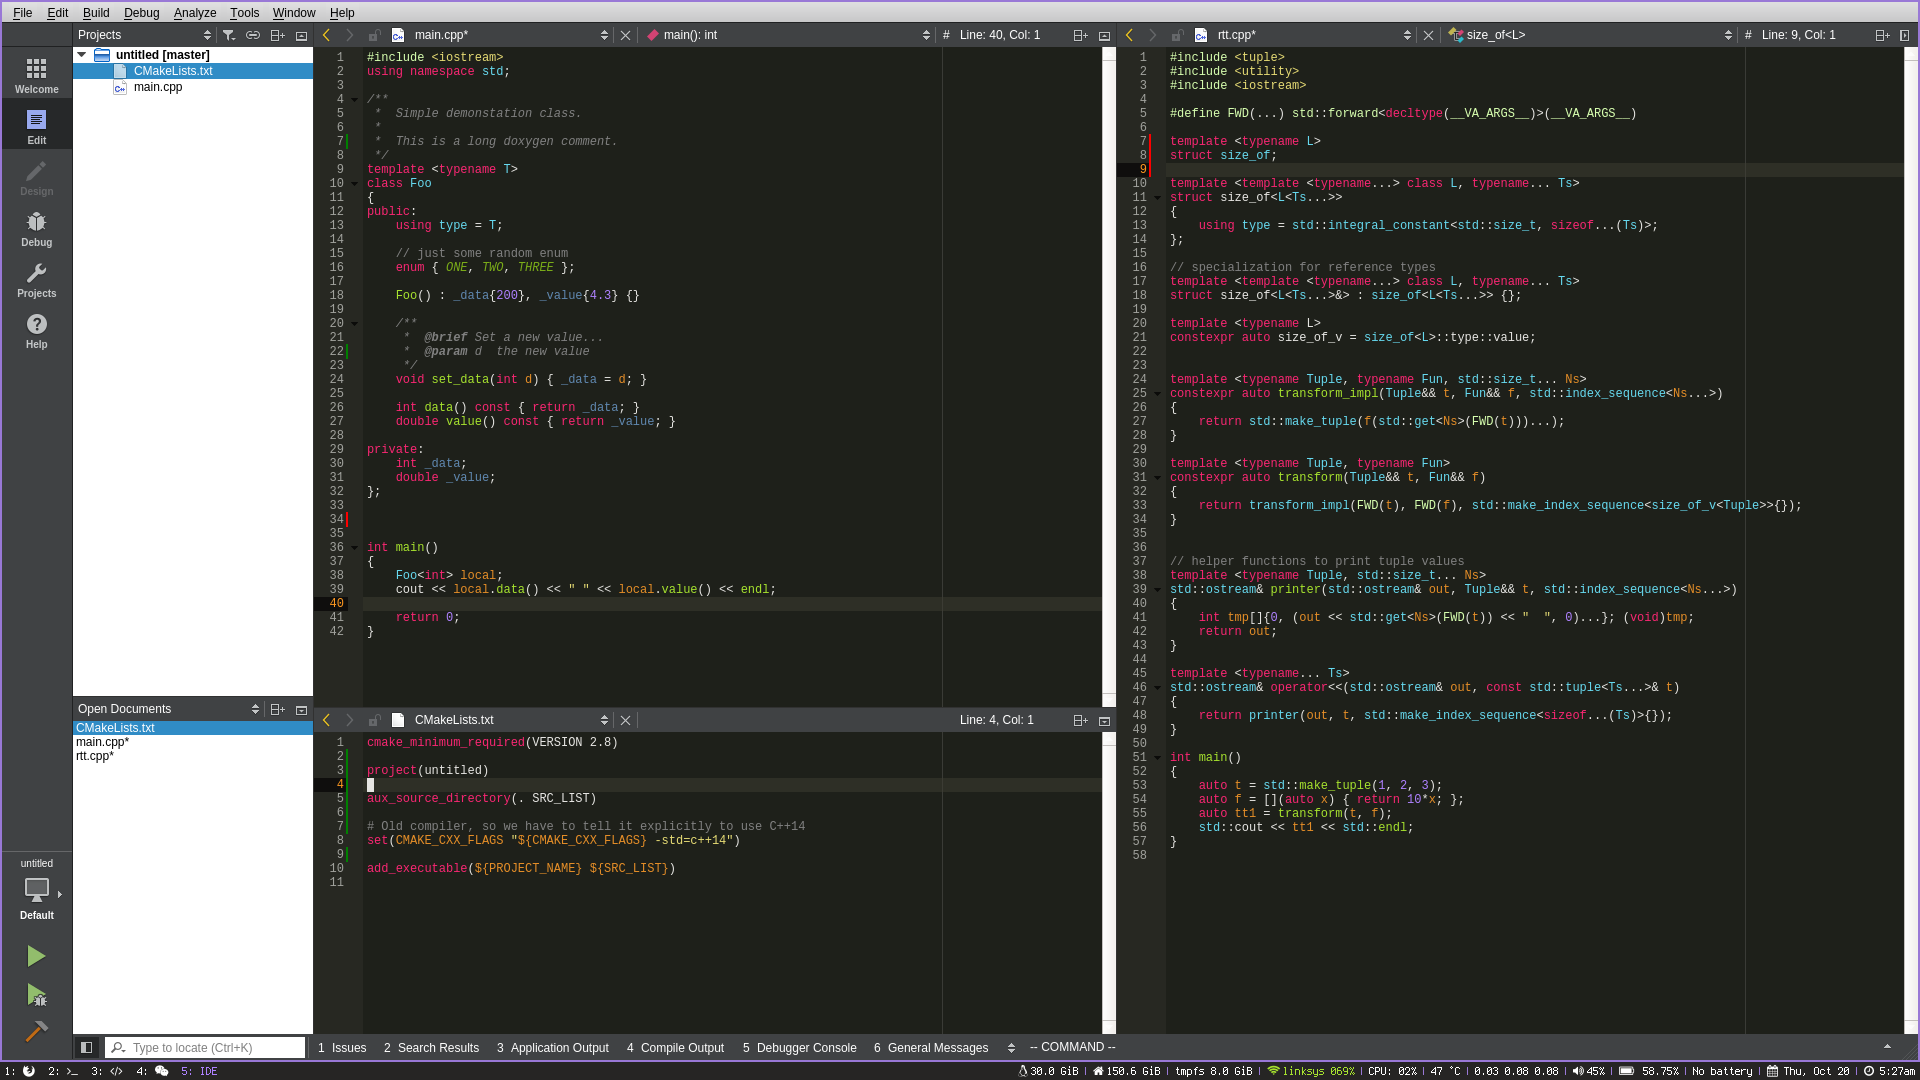 File Edit Build Debug Analyze Tools Window Help
Projects
untitled [master]
CMakeLists.txt
main.cpp
Welcome
Edit
Design
Debug
Projects
Help
untitled
Default
Open Documents
CMakeLists.txt
main.cpp*
rtt.cpp*
main.cpp* main(): int # Line: 40, Col: 1
1 #include <iostream>
2 using namespace std;
3
4 /**
5  *  Simple demonstation class.
6  *
7  *  This is a long doxygen comment.
8  */
9 template <typename T>
10 class Foo
11 {
12 public:
13     using type = T;
14
15     // just some random enum
16     enum { ONE, TWO, THREE };
17
18     Foo() : _data{200}, _value{4.3} {}
19
20     /**
21      *  @brief Set a new value...
22      *  @param d  the new value
23      */
24     void set_data(int d) { _data = d; }
25
26     int data() const { return _data; }
27     double value() const { return _value; }
28
29 private:
30     int _data;
31     double _value;
32 };
33
34
35
36 int main()
37 {
38     Foo<int> local;
39     cout << local.data() << " " << local.value() << endl;
40
41     return 0;
42 }
CMakeLists.txt Line: 4, Col: 1
1 cmake_minimum_required(VERSION 2.8)
2
3 project(untitled)
4
5 aux_source_directory(. SRC_LIST)
6
7 # Old compiler, so we have to tell it explicitly to use C++14
8 set(CMAKE_CXX_FLAGS "${CMAKE_CXX_FLAGS} -std=c++14")
9
10 add_executable(${PROJECT_NAME} ${SRC_LIST})
11
rtt.cpp* size_of<L> # Line: 9, Col: 1
1 #include <tuple>
2 #include <utility>
3 #include <iostream>
4
5 #define FWD(...) std::forward<decltype(__VA_ARGS__)>(__VA_ARGS__)
6
7 template <typename L>
8 struct size_of;
9
10 template <template <typename...> class L, typename... Ts>
11 struct size_of<L<Ts...>>
12 {
13     using type = std::integral_constant<std::size_t, sizeof...(Ts)>;
14 };
15
16 // specialization for reference types
17 template <template <typename...> class L, typename... Ts>
18 struct size_of<L<Ts...>&> : size_of<L<Ts...>> {};
19
20 template <typename L>
21 constexpr auto size_of_v = size_of<L>::type::value;
22
23
24 template <typename Tuple, typename Fun, std::size_t... Ns>
25 constexpr auto transform_impl(Tuple&& t, Fun&& f, std::index_sequence<Ns...>)
26 {
27     return std::make_tuple(f(std::get<Ns>(FWD(t)))...);
28 }
29
30 template <typename Tuple, typename Fun>
31 constexpr auto transform(Tuple&& t, Fun&& f)
32 {
33     return transform_impl(FWD(t), FWD(f), std::make_index_sequence<size_of_v<Tuple>>{});
34 }
35
36
37 // helper functions to print tuple values
38 template <typename Tuple, std::size_t... Ns>
39 std::ostream& printer(std::ostream& out, Tuple&& t, std::index_sequence<Ns...>)
40 {
41     int tmp[]{0, (out << std::get<Ns>(FWD(t)) << "  ", 0)...}; (void)tmp;
42     return out;
43 }
44
45 template <typename... Ts>
46 std::ostream& operator<<(std::ostream& out, const std::tuple<Ts...>& t)
47 {
48     return printer(out, t, std::make_index_sequence<sizeof...(Ts)>{});
49 }
50
51 int main()
52 {
53     auto t = std::make_tuple(1, 2, 3);
54     auto f = [](auto x) { return 10*x; };
55     auto tt1 = transform(t, f);
56     std::cout << tt1 << std::endl;
57 }
58
Type to locate (Ctrl+K) 1 Issues 2 Search Results 3 Application Output 4 Compile Output 5 Debugger Console 6 General Messages -- COMMAND --
1: 2: >_ 3: </> 4: 5: IDE 30.0 GiB | 150.6 GiB | tmpfs 8.0 GiB | linksys 069% | CPU: 02% | 47 °C | 0.03 0.08 0.08 | 45% | 58.75% | No battery | Thu, Oct 20 | 5:27am